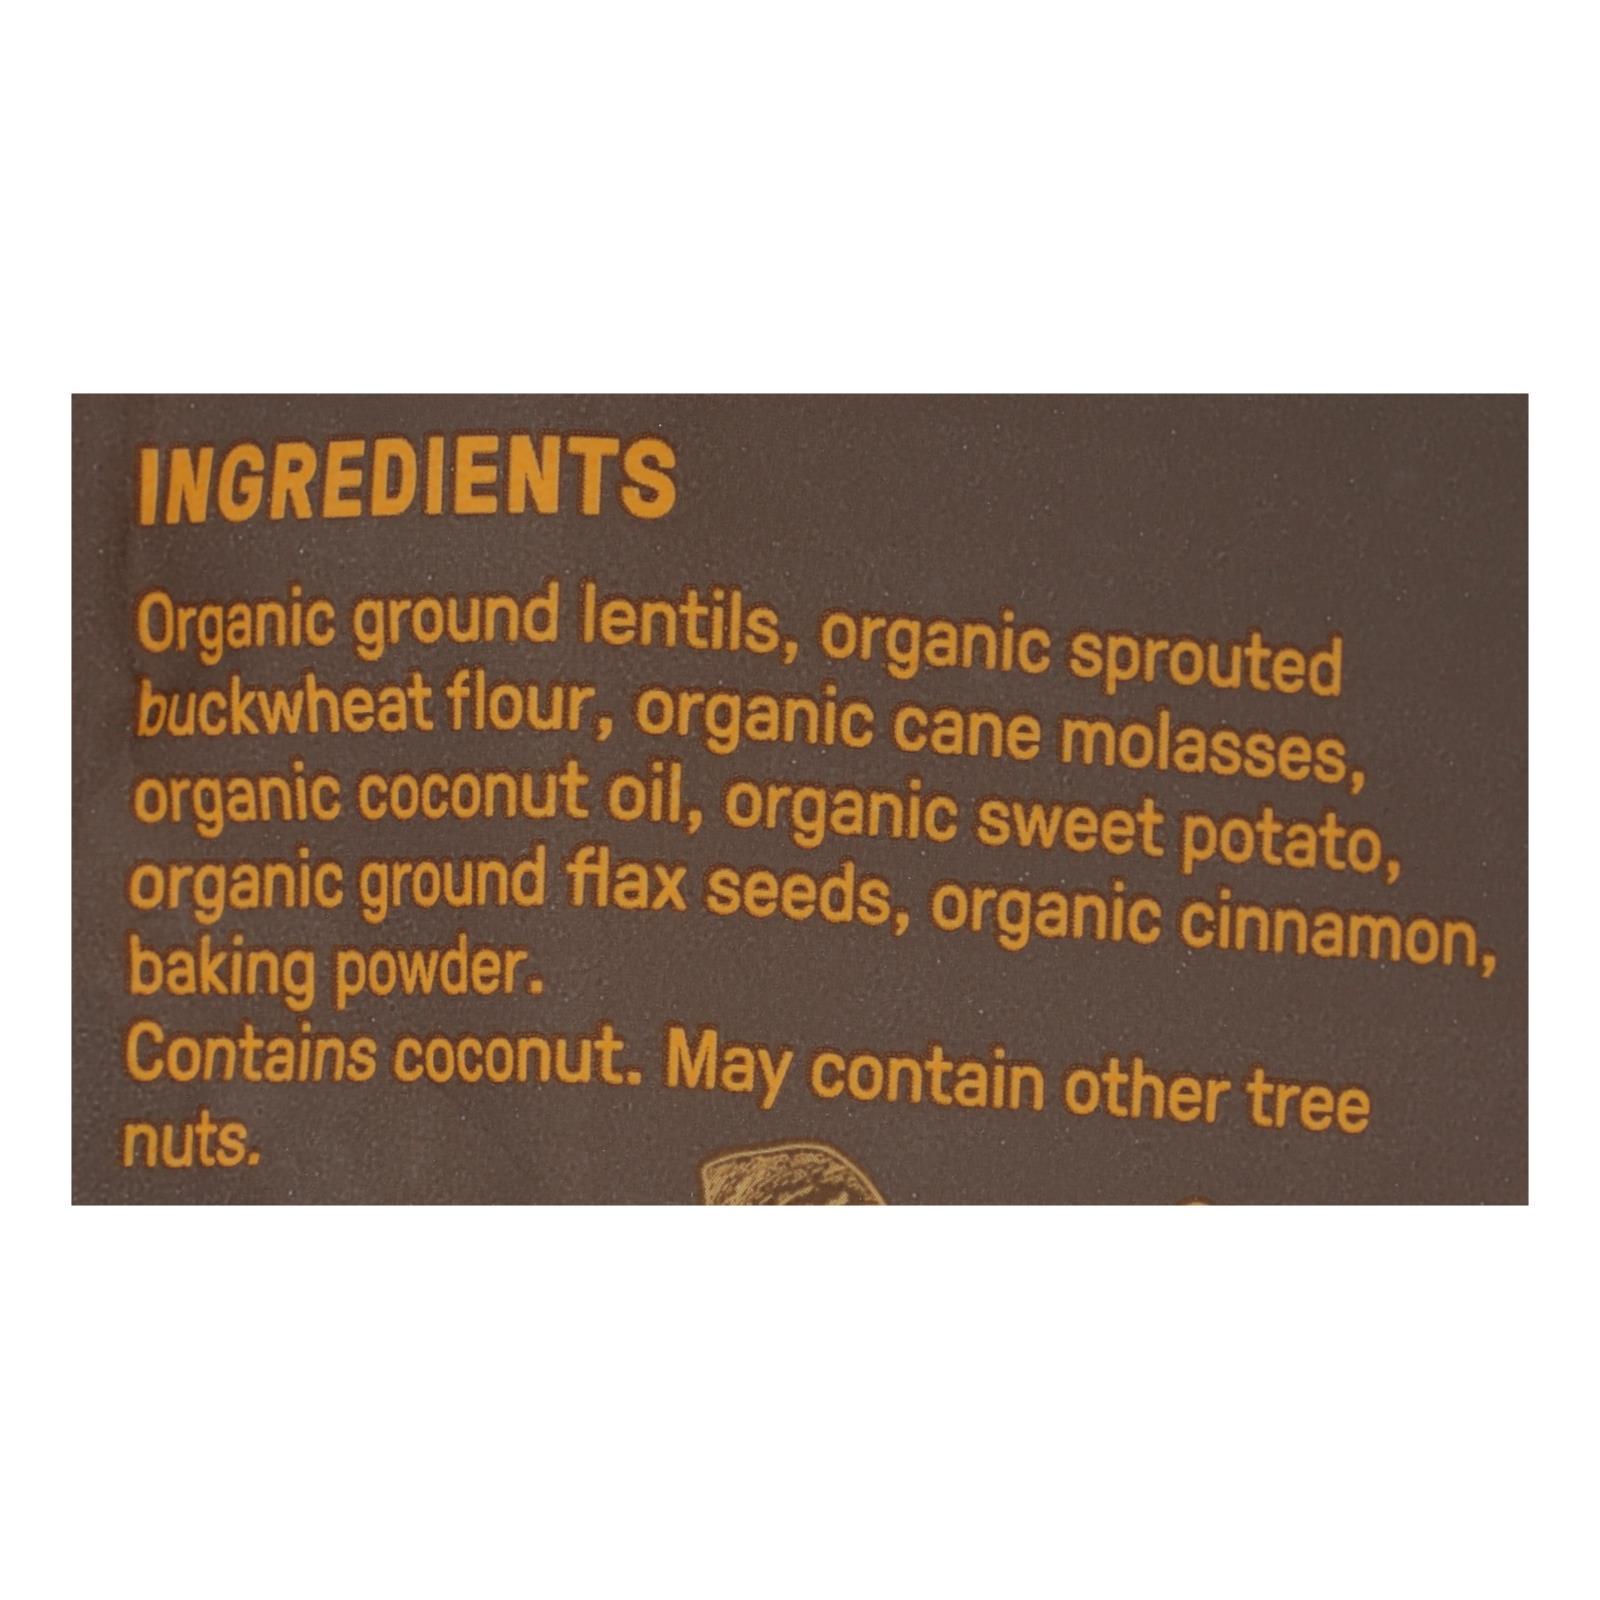 INGREDIENTS
Organic ground lentils, organic sprouted
buckwheat flour, organic cane molasses,
organic coconut oil, organic sweet potato,
organic ground flax seeds, organic cinnamon,
baking powder.
Contains coconut. May contain other tree
nuts.